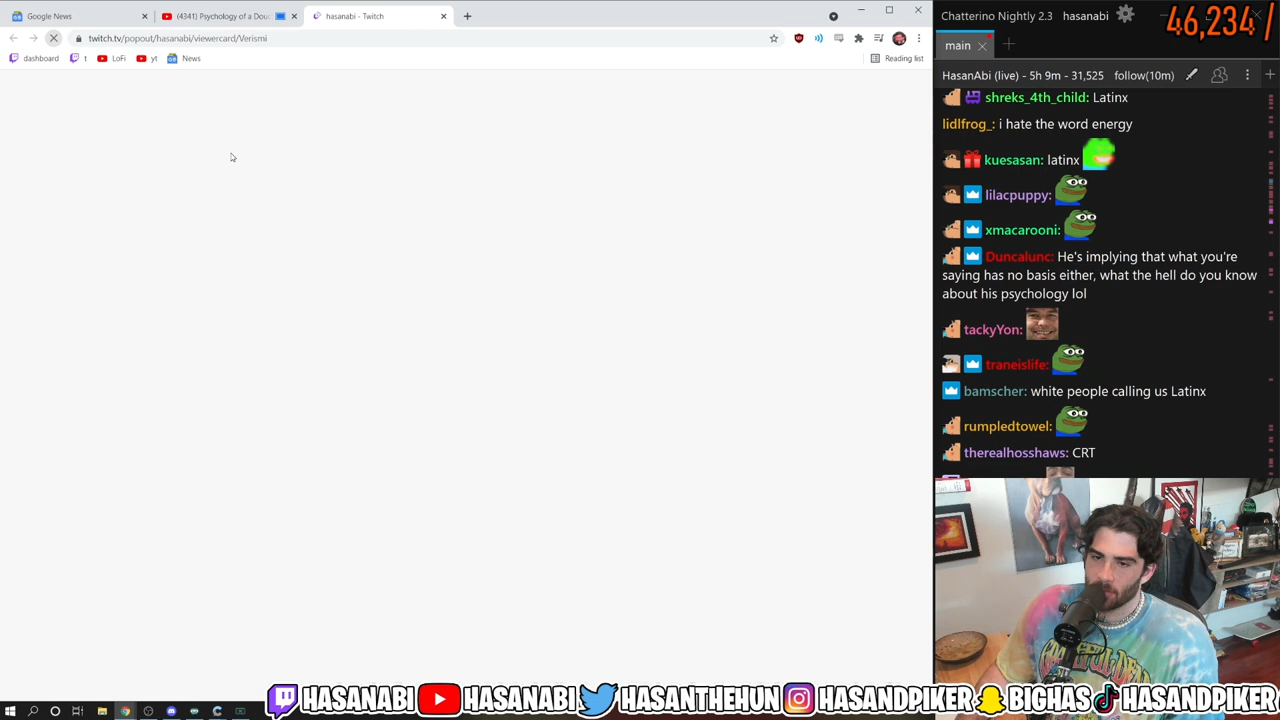 Google News
(4341) Psychology of a Dou
hasanabi - Twitch
twitch.tv/popout/hasanabi/viewercard/Verismi
dashboard
t
LoFi
yt
News
Reading list
Chatterino Nightly 2.3
hasanabi
46,234 /
main
HasanAbi (live) - 5h 9m - 31,525
follow(10m)
shreks_4th_child: Latinx
lidlfrog_: i hate the word energy
kuesasan: latinx
lilacpuppy:
xmacarooni:
Duncalunc: He's implying that what you're
saying has no basis either, what the hell do you know
about his psychology lol
tackyYon:
traneislife:
bamscher: white people calling us Latinx
rumpledtowel:
therealhosshaws: CRT
HASANABI
HASANABI
HASANTHEHUN
HASANDPIKER
BIGHAS
HASANDPIKER